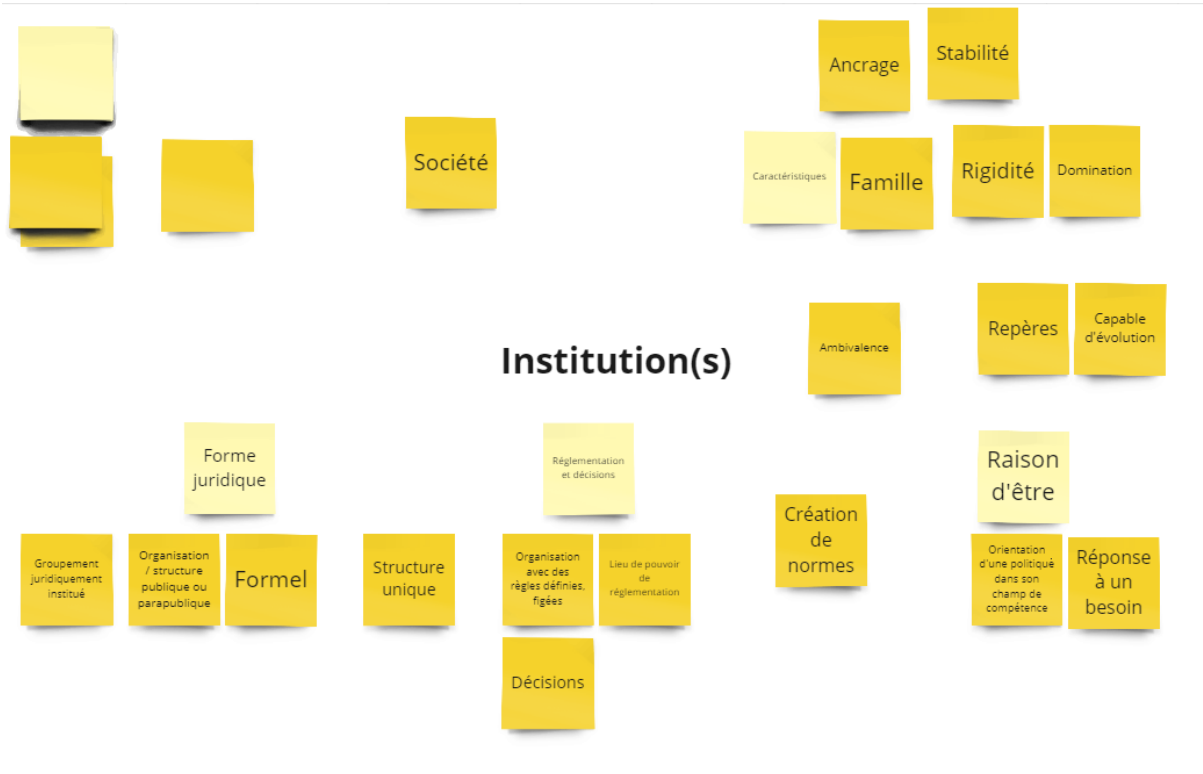 Ancrage
Stabilité
Société
Caractéristiques
Famille
Rigidité
Domination
Repères
Capable
d'évolution
Ambivalence
Institution(s)
Forme
juridique
Réglementation
et décisions
Raison
d'être
Groupement
juridiquement
institué
Organisation
/ structure
publique ou
parapublique
Formel
Structure
unique
Organisation
avec des
règles définies,
figées
Lieu de pouvoir
de
réglementation
Création
de
normes
Orientation
d'une politique
dans son
champ de
compétence
Réponse
à un
besoin
Décisions